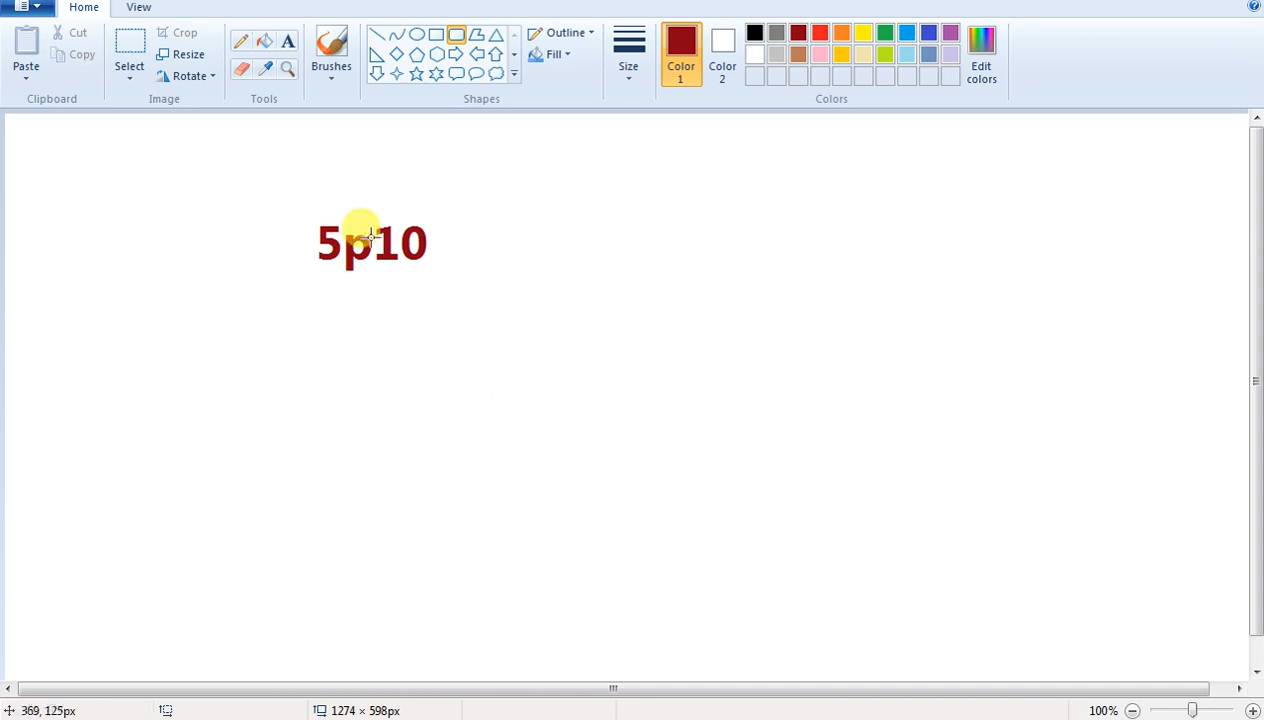 Home View
Paste
Cut
Copy
Clipboard
Select
Crop
Resize
Rotate
Image
A
Tools
Brushes
Shapes
Outline
Fill
Size
Color 1
Color 2
Edit colors
Colors
5p10
369, 125px
1274 × 598px
100%